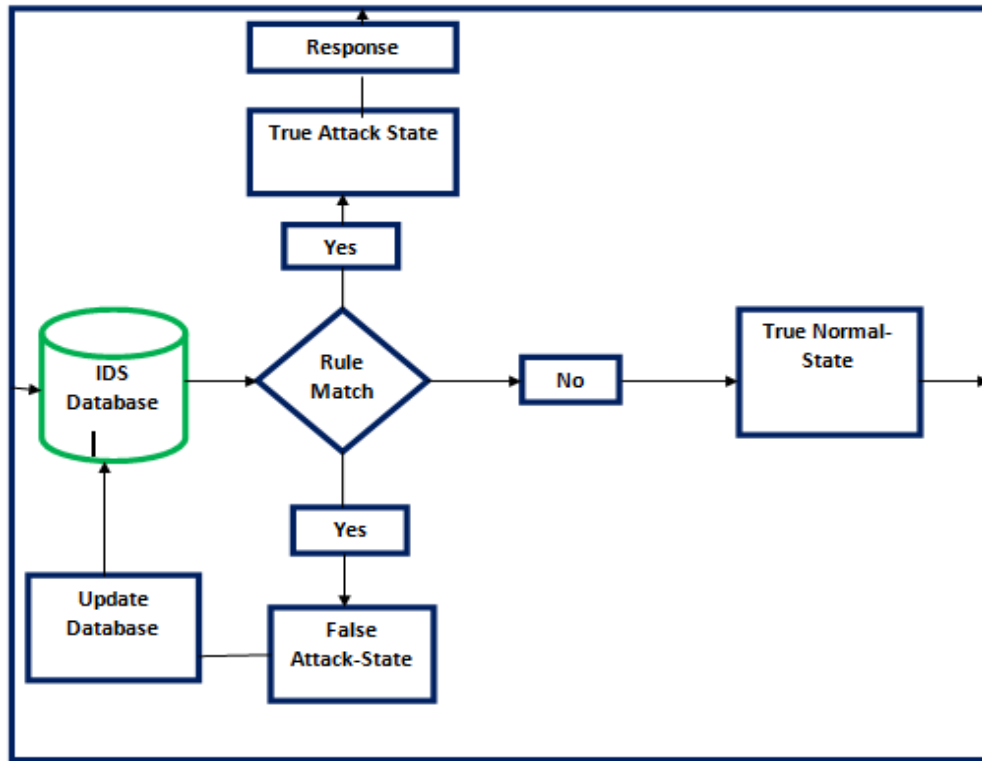 Response
True Attack State
Yes
IDS
Database
Rule
Match
No
True Normal-
State
Yes
Update
Database
False
Attack-State